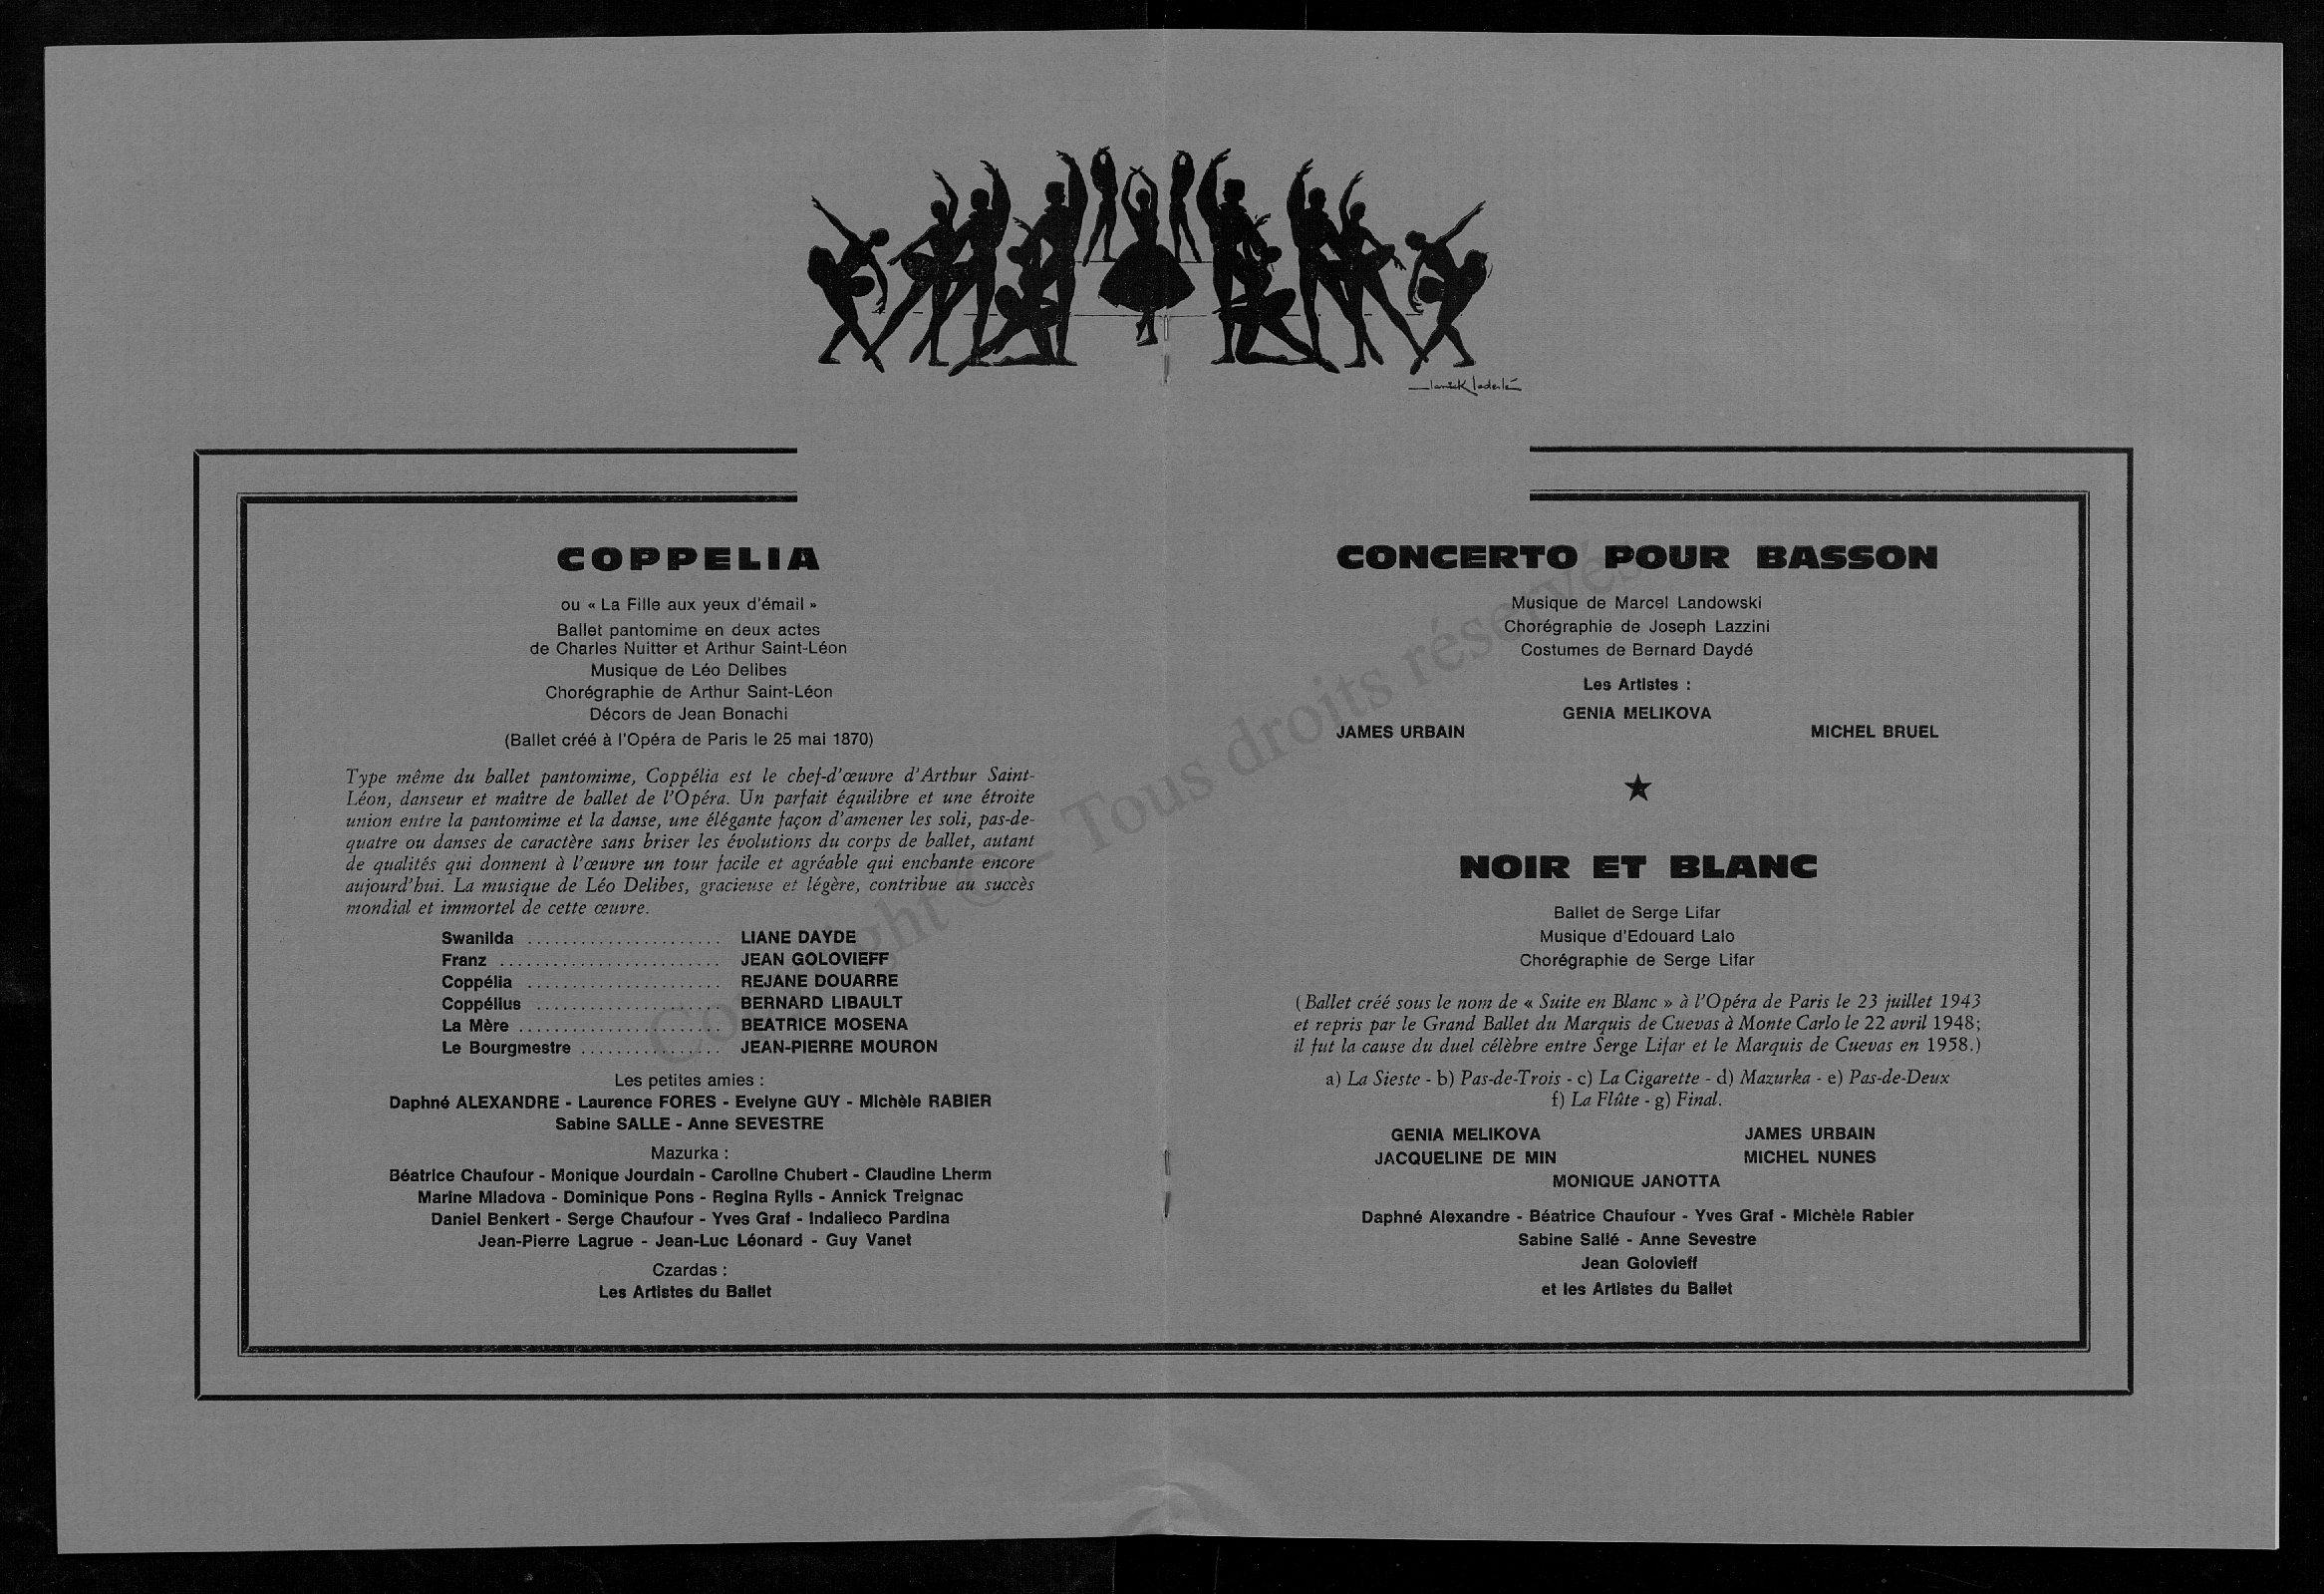 COPPELIA
ou « La Fille aux yeux d'émail »
Ballet pantomime en deux actes
de Charles Nuitter et Arthur Saint-Léon
Musique de Léo Delibes
Chorégraphie de Arthur Saint-Léon
Décors de Jean Bonachi
(Ballet créé à l'Opéra de Paris le 25 mai 1870)
Type même du ballet pantomime, Coppélia est le chef-d'œuvre d'Arthur Saint-
Léon, danseur et maître de ballet de l'Opéra. Un parfait équilibre et une étroite
union entre la pantomime et la danse, une élégante façon d'amener les soli, pas-de-
quatre ou danses de caractère sans briser les évolutions du corps de ballet, autant
de qualités qui donnent à l'œuvre un tour facile et agréable qui enchante encore
aujourd'hui. La musique de Léo Delibes, gracieuse et légère, contribue au succès
mondial et immortel de cette œuvre.
Swanilda ...................... LIANE DAYDE
Franz ......................... JEAN GOLOVIEFF
Coppélia ...................... REJANE DOUARRE
Coppélius ..................... BERNARD LIBAULT
La Mère ....................... BEATRICE MOSENA
Le Bourgmestre ................ JEAN-PIERRE MOURON
Les petites amies :
Daphné ALEXANDRE - Laurence FORES - Evelyne GUY - Michèle RABIER
Sabine SALLE - Anne SEVESTRE
Mazurka :
Béatrice Chaufour - Monique Jourdain - Caroline Chubert - Claudine Lherm
Marine Mladova - Dominique Pons - Regina Rylls - Annick Treignac
Daniel Benkert - Serge Chaufour - Yves Graf - Indalieco Pardina
Jean-Pierre Lagrue - Jean-Luc Léonard - Guy Vanet
Czardas :
Les Artistes du Ballet
CONCERTO POUR BASSON
Musique de Marcel Landowski
Chorégraphie de Joseph Lazzini
Costumes de Bernard Daydé
Les Artistes :
GENIA MELIKOVA
JAMES URBAIN MICHEL BRUEL
NOIR ET BLANC
Ballet de Serge Lifar
Musique d'Edouard Lalo
Chorégraphie de Serge Lifar
(Ballet créé sous le nom de « Suite en Blanc » à l'Opéra de Paris le 23 juillet 1943
et repris par le Grand Ballet du Marquis de Cuevas à Monte Carlo le 22 avril 1948;
il fut la cause du duel célèbre entre Serge Lifar et le Marquis de Cuevas en 1958.)
a) La Sieste - b) Pas-de-Trois - c) La Cigarette - d) Mazurka - e) Pas-de-Deux
f) La Flûte - g) Final.
GENIA MELIKOVA JAMES URBAIN
JACQUELINE DE MIN MICHEL NUNES
MONIQUE JANOTTA
Daphné Alexandre - Béatrice Chaufour - Yves Graf - Michèle Rabier
Sabine Sallé - Anne Sevestre
Jean Golovieff
et les Artistes du Ballet
Copyright © - Tous droits réservés